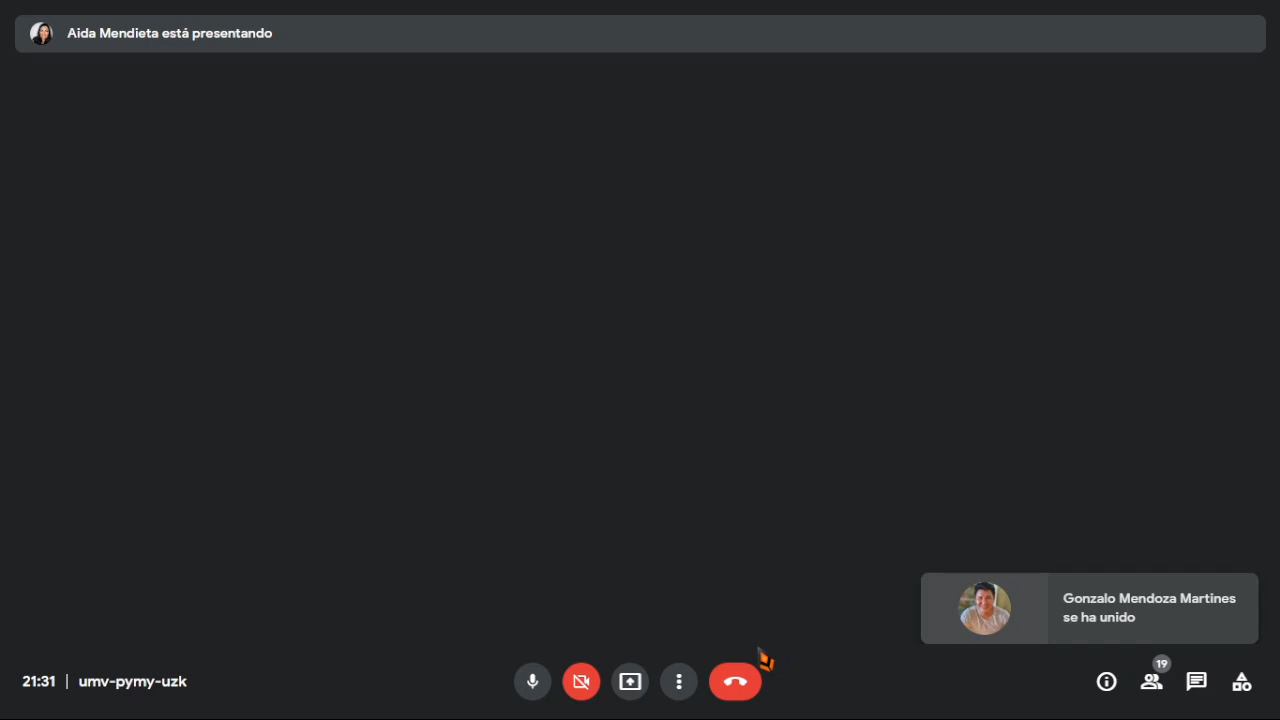 Aida Mendieta está presentando
Gonzalo Mendoza Martines
se ha unido
19
21:31 | umv-pymy-uzk